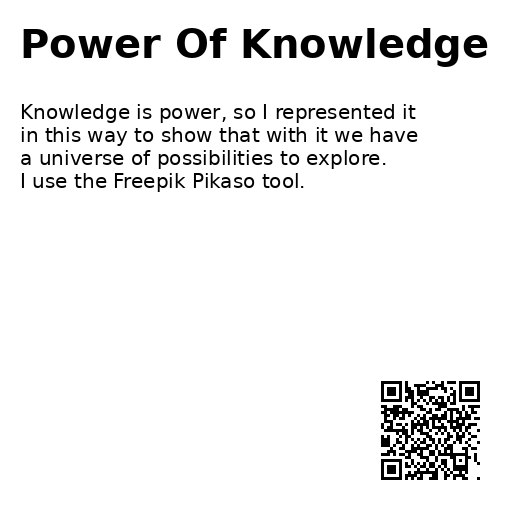 Power Of Knowledge
Knowledge is power, so I represented it
in this way to show that with it we have
a universe of possibilities to explore.
I use the Freepik Pikaso tool.